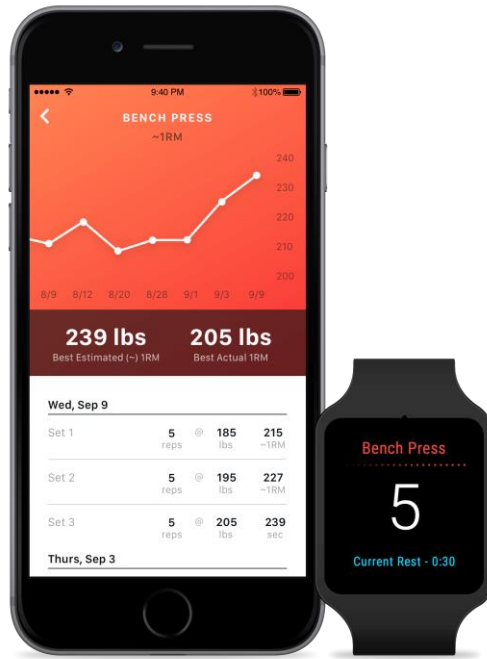 9:40 PM 100%
BENCH PRESS
~1RM
240
230
220
210
200
8/9 8/12 8/20 8/28 9/1 9/3 9/9
239 lbs 205 lbs
Best Estimated (~) 1RM Best Actual 1RM
Wed, Sep 9
Set 1 5 @ 185 215
reps lbs ~1RM
Set 2 5 @ 195 227
reps lbs ~1RM
Set 3 5 @ 205 239
reps lbs sec
Thurs, Sep 3
Bench Press
5
Current Rest - 0:30